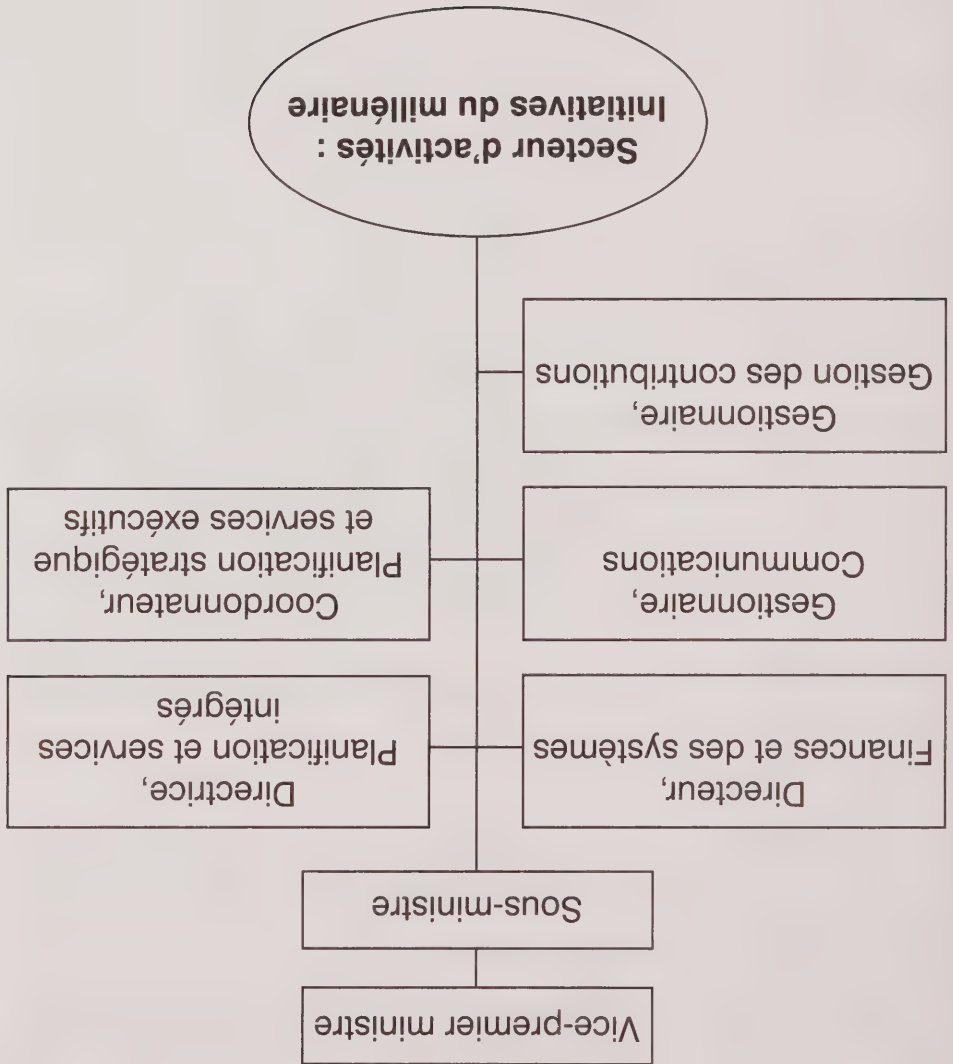 Vice-premier ministre
Sous-ministre
Directeur,
Finances et des systèmes
Directrice,
Planification et services
intégrés
Gestionnaire,
Communications
Coordonnateur,
Planification stratégique
et services exécutifs
Gestionnaire,
Gestion des contributions
Secteur d'activités :
Initiatives du millénaire